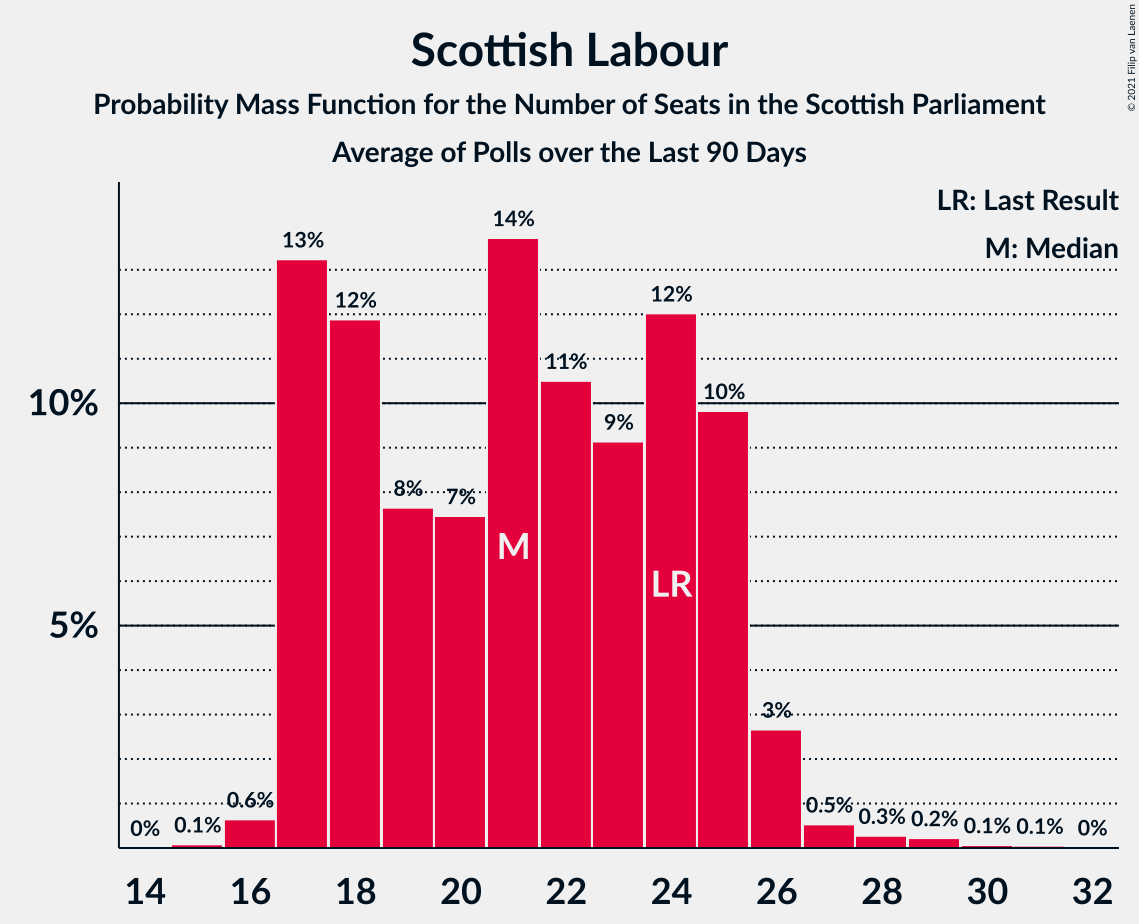 Scottish Labour
Probability Mass Function for the Number of Seats in the Scottish Parliament
Average of Polls over the Last 90 Days
© 2021 Filip van Laenen
LR: Last Result
M: Median
10%
5%
0%
0.1%
0.6%
13%
12%
8%
7%
14%
11%
9%
12%
10%
3%
0.5%
0.3%
0.2%
0.1%
0.1%
0%
M
LR
14 16 18 20 22 24 26 28 30 32